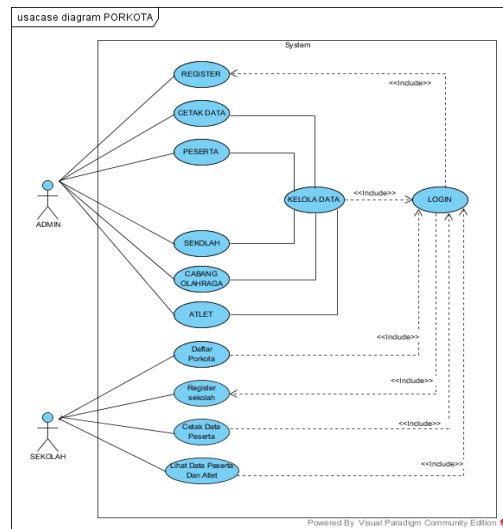 usacase diagram PORKOTA
System
REGISTER
<<Include>>
CETAK DATA
PESERTA
KELOLA DATA
<<Include>>
LOGIN
ADMIN
SEKOLAH
CABANG
OLAHRAGA
ATLET
Daftar
Porkota
<<Include>>
Register
sekolah
<<Include>>
Cetak Data
Peserta
<<Include>>
SEKOLAH
Lihat Data Peserta
Dan Atlet
<<Include>>
Powered By Visual Paradigm Community Edition